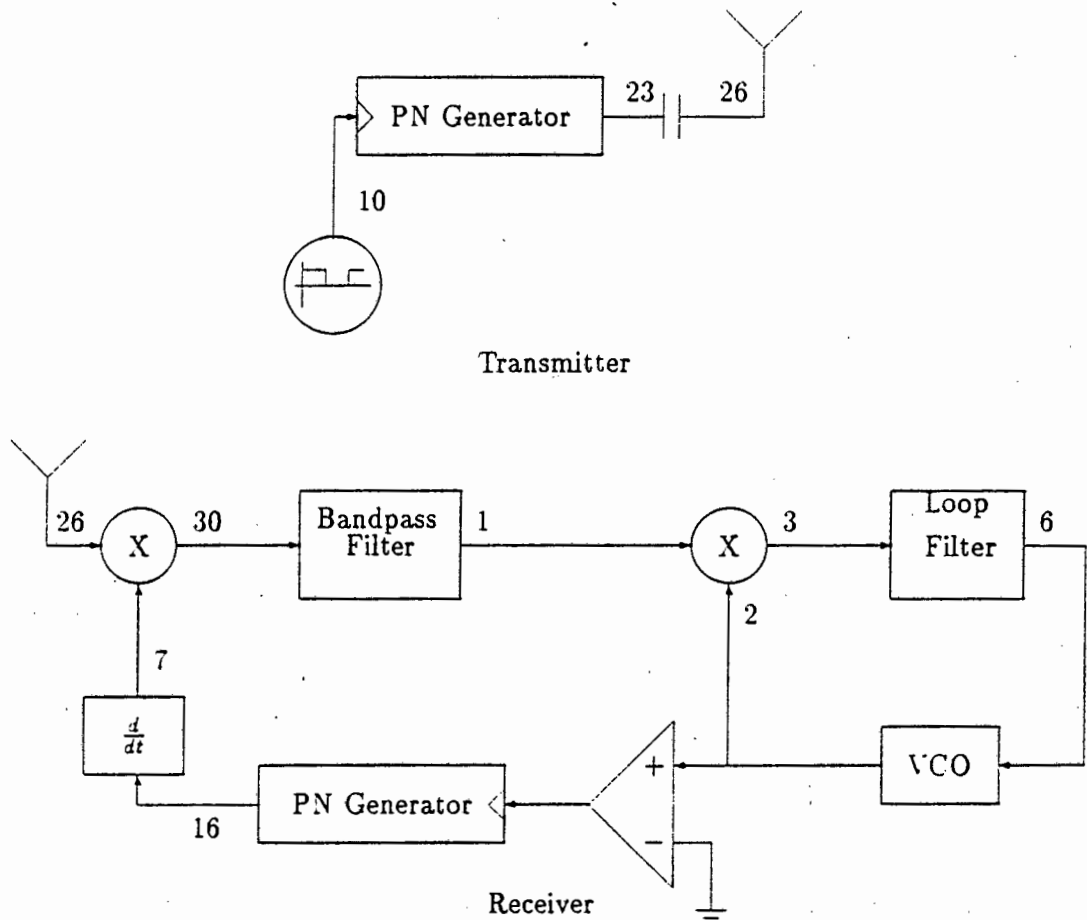 23
26
PN Generator
10
Transmitter
26
X
30
Bandpass
Filter
1
X
3
Loop
Filter
6
2
7
d
dt
+
VCO
PN Generator
16
−
Receiver